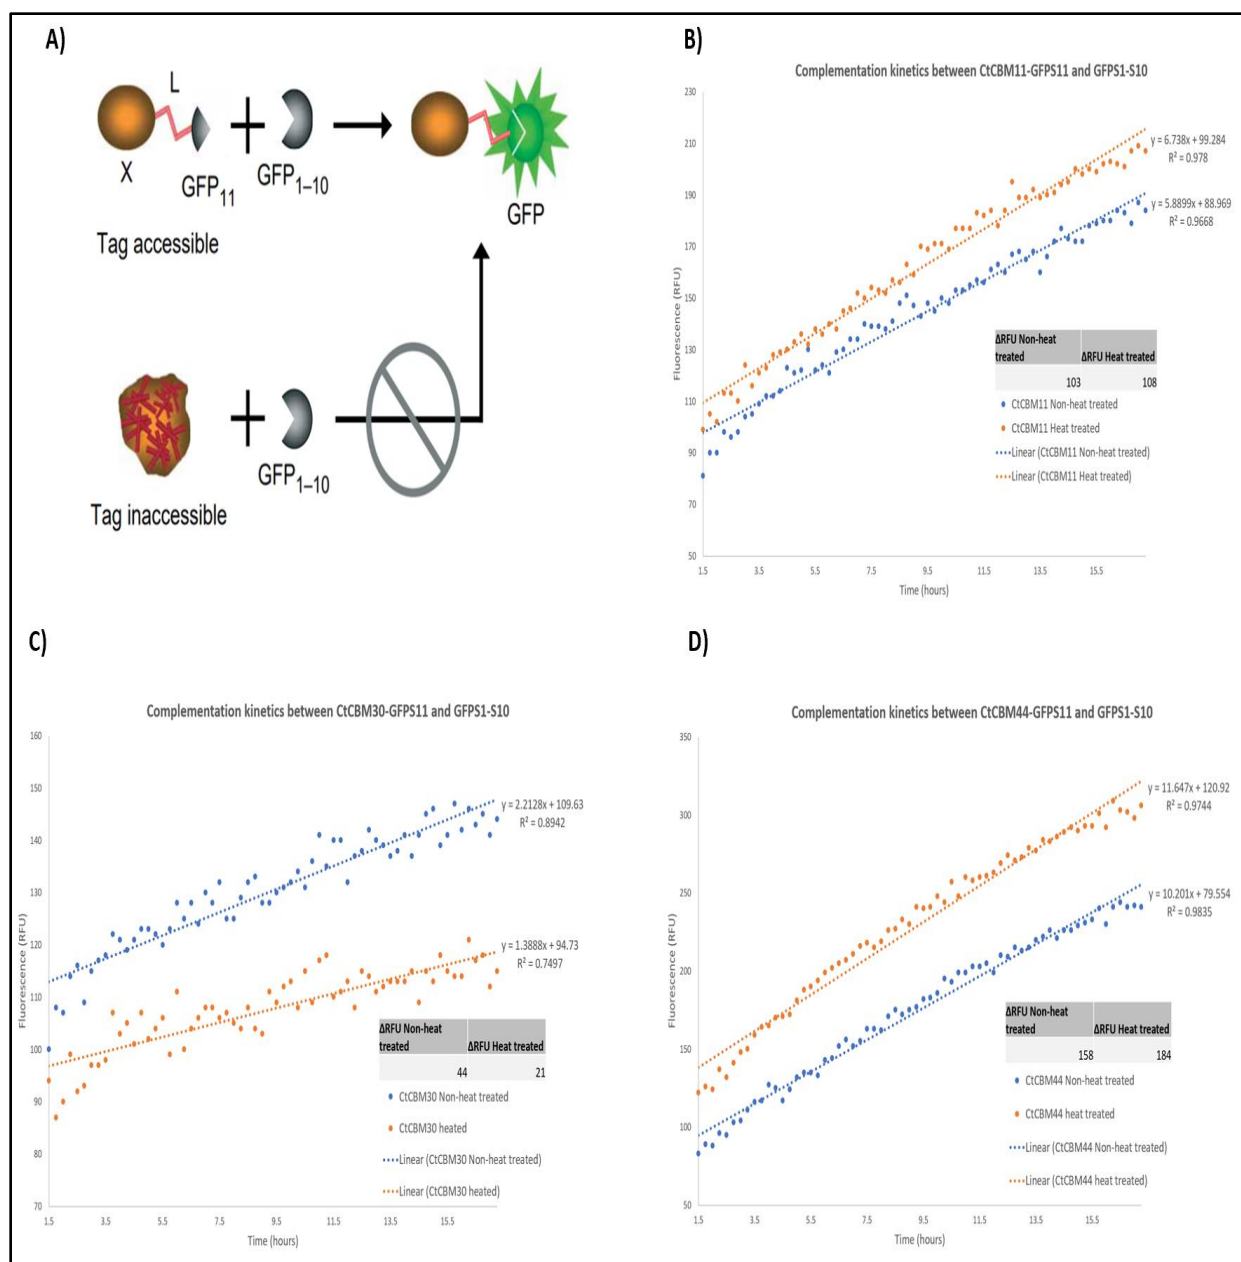 A)
L
X
GFP11
GFP1–10
GFP
Tag accessible
GFP1–10
Tag inaccessible
B)
Complementation kinetics between CtCBM11-GFPS11 and GFPS1-S10
230
210
190
170
150
130
110
90
70
50
Fluorescence (RFU)
y = 6.738x + 99.284
R² = 0.978
y = 5.8899x + 88.969
R² = 0.9668
ΔRFU Non-heat
treated ΔRFU Heat treated
103 108
CtCBM11 Non-heat treated
CtCBM11 Heat treated
Linear (CtCBM11 Non-heat treated)
Linear (CtCBM11 Heat treated)
1.5 3.5 5.5 7.5 9.5 11.5 13.5 15.5
Time (hours)
C)
Complementation kinetics between CtCBM30-GFPS11 and GFPS1-S10
160
150
140
130
120
110
100
90
80
70
Fluorescence (RFU)
y = 2.2128x + 109.63
R² = 0.8942
y = 1.3888x + 94.73
R² = 0.7497
ΔRFU Non-heat
treated ΔRFU Heat treated
44 21
CtCBM30 Non-heat treated
CtCBM30 heated
Linear (CtCBM30 Non-heat treated)
Linear (CtCBM30 heated)
1.5 3.5 5.5 7.5 9.5 11.5 13.5 15.5
Time (hours)
D)
Complementation kinetics between CtCBM44-GFPS11 and GFPS1-S10
350
300
250
200
150
100
50
Fluorescence (RFU)
y = 11.647x + 120.92
R² = 0.9744
y = 10.201x + 79.554
R² = 0.9835
ΔRFU Non-heat
treated ΔRFU Heat treated
158 184
CtCBM44 Non-heat treated
CtCBM44 heat treated
Linear (CtCBM44 Non-heat treated)
Linear (CtCBM44 heat treated)
1.5 3.5 5.5 7.5 9.5 11.5 13.5 15.5
Time (hours)